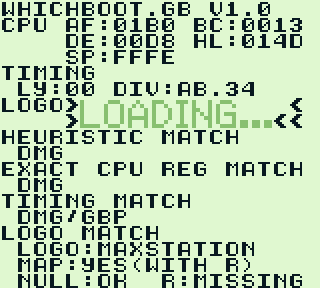 WHICHBOOT.GB V1.0
CPU AF:01B0 BC:0013
DE:00D8 HL:014D
SP:FFFE
TIMING
LY:00 DIV:AB.34
LOGO> <
>LOADING...<<
HEURISTIC MATCH
DMG
EXACT CPU REG MATCH
DMG
TIMING MATCH
DMG/GBP
LOGO MATCH
LOGO:MAXSTATION
MAP:YES(WITH R)
NULL:OK R:MISSING